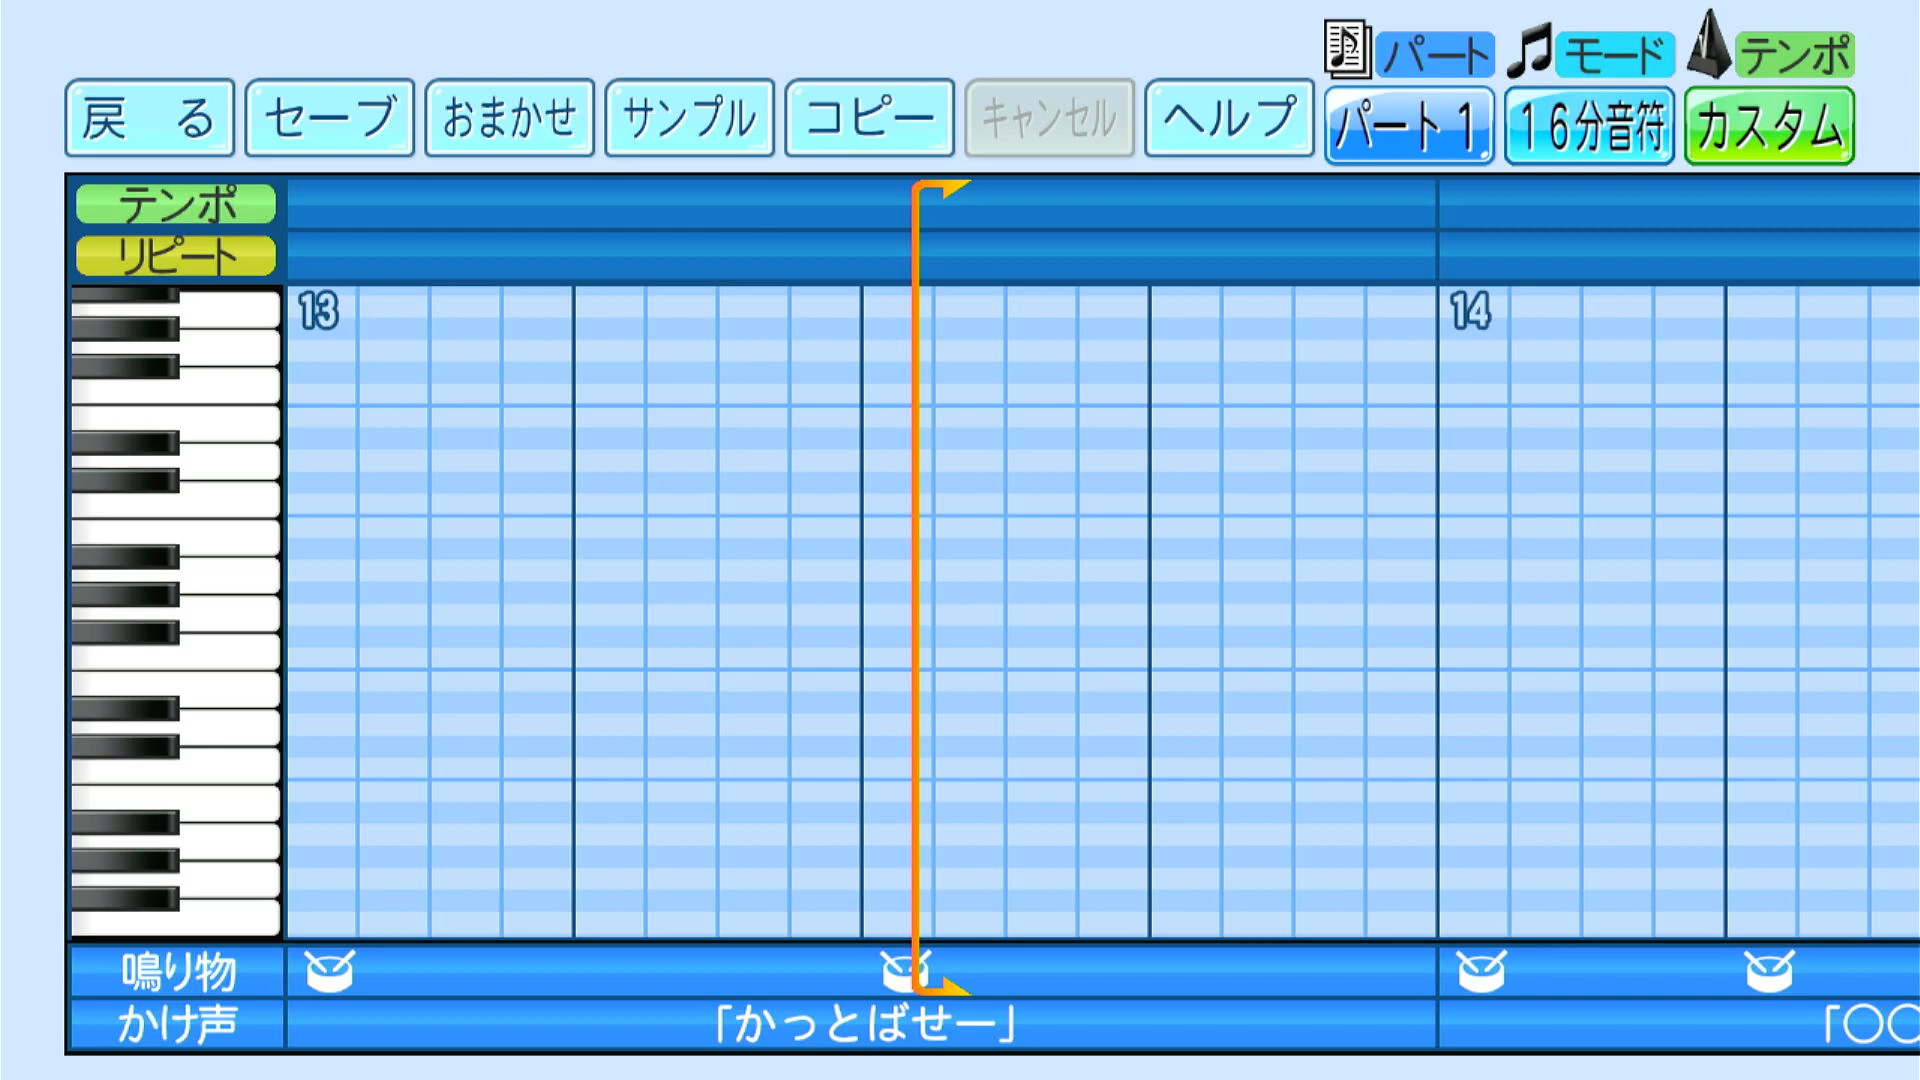 パート モード テンポ
戻る セーブ おまかせ サンプル コピー キャンセル ヘルプ パート1 16分音符 カスタム
テンポ
リピート
13 14
鳴り物
かけ声 「かっとばせー」 「○○